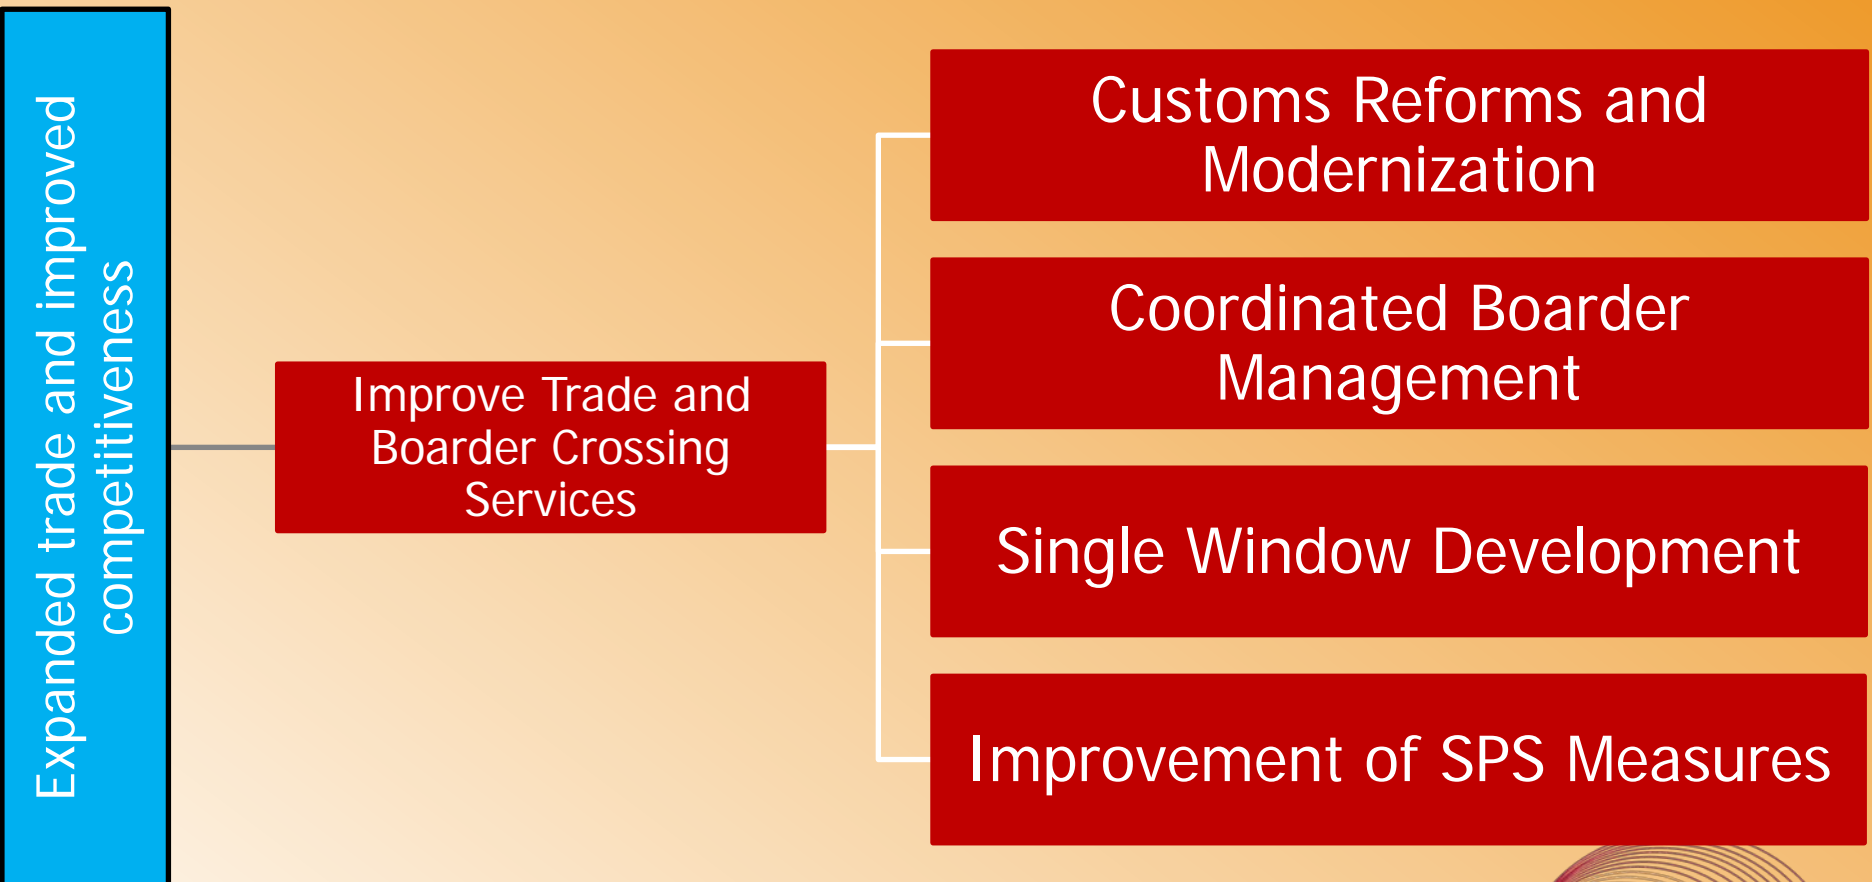 Expanded trade and improved
competitiveness
Improve Trade and
Boarder Crossing
Services
Customs Reforms and
Modernization
Coordinated Boarder
Management
Single Window Development
Improvement of SPS Measures